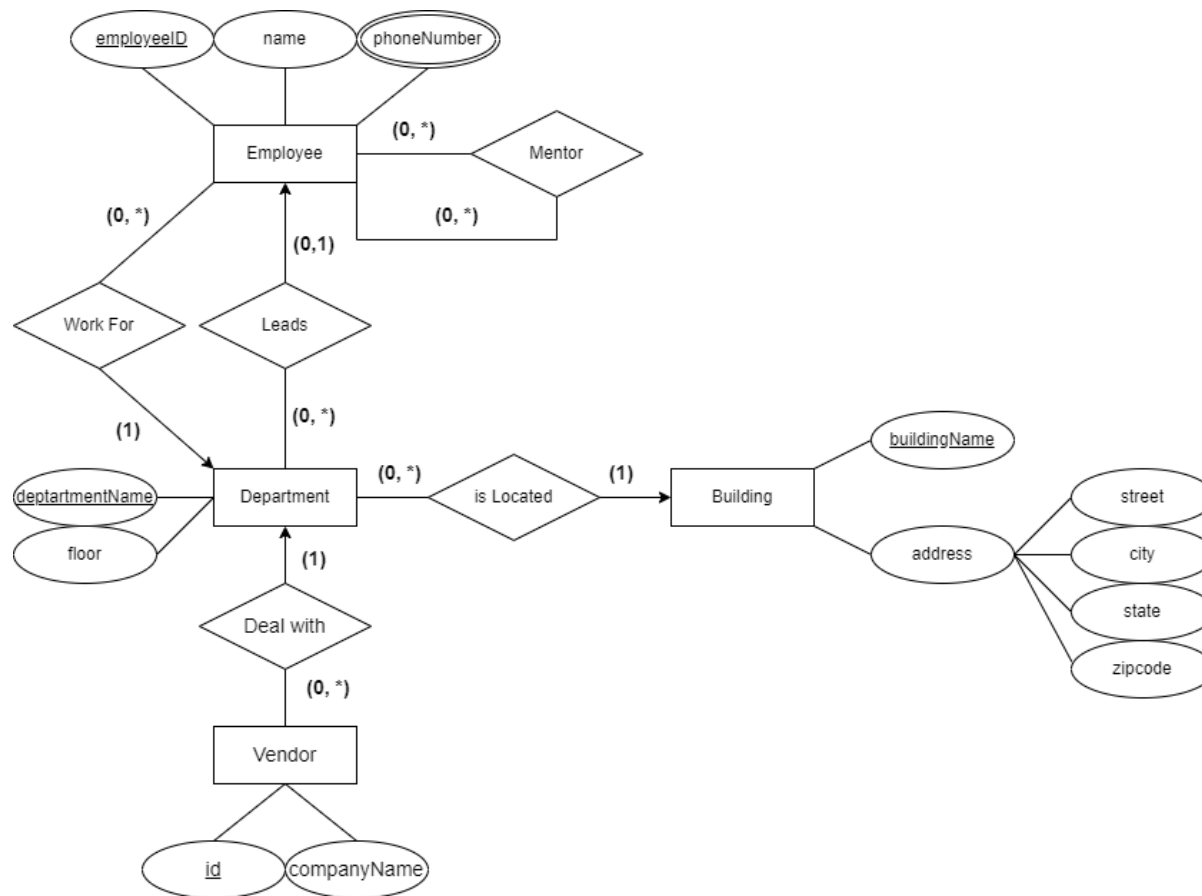 employeeID
name
phoneNumber
(0, *)
Employee
Mentor
(0, *)
(0, *)
(0,1)
Work For
Leads
(1)
(0, *)
buildingName
deptartmentName
Department
(0, *)
is Located
(1)
Building
street
floor
(1)
address
city
state
Deal with
zipcode
(0, *)
Vendor
id
companyName